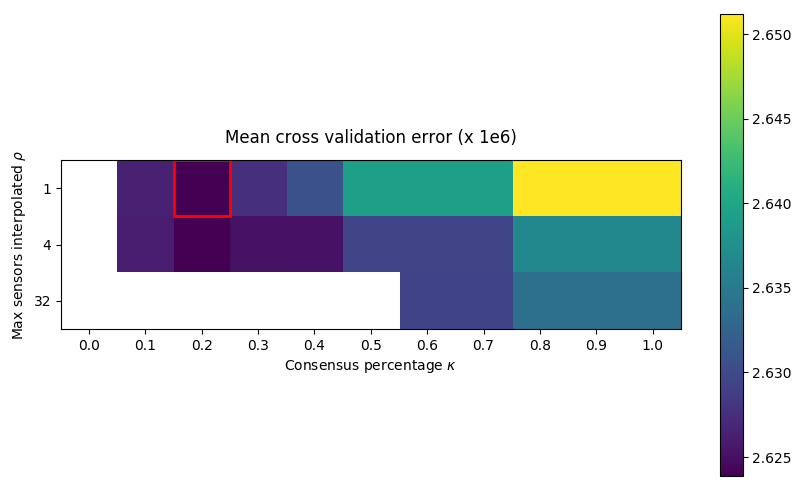 Mean cross validation error (x 1e6)
Max sensors interpolated ρ
1
4
32
0.0 0.1 0.2 0.3 0.4 0.5 0.6 0.7 0.8 0.9 1.0
Consensus percentage κ
2.650
2.645
2.640
2.635
2.630
2.625